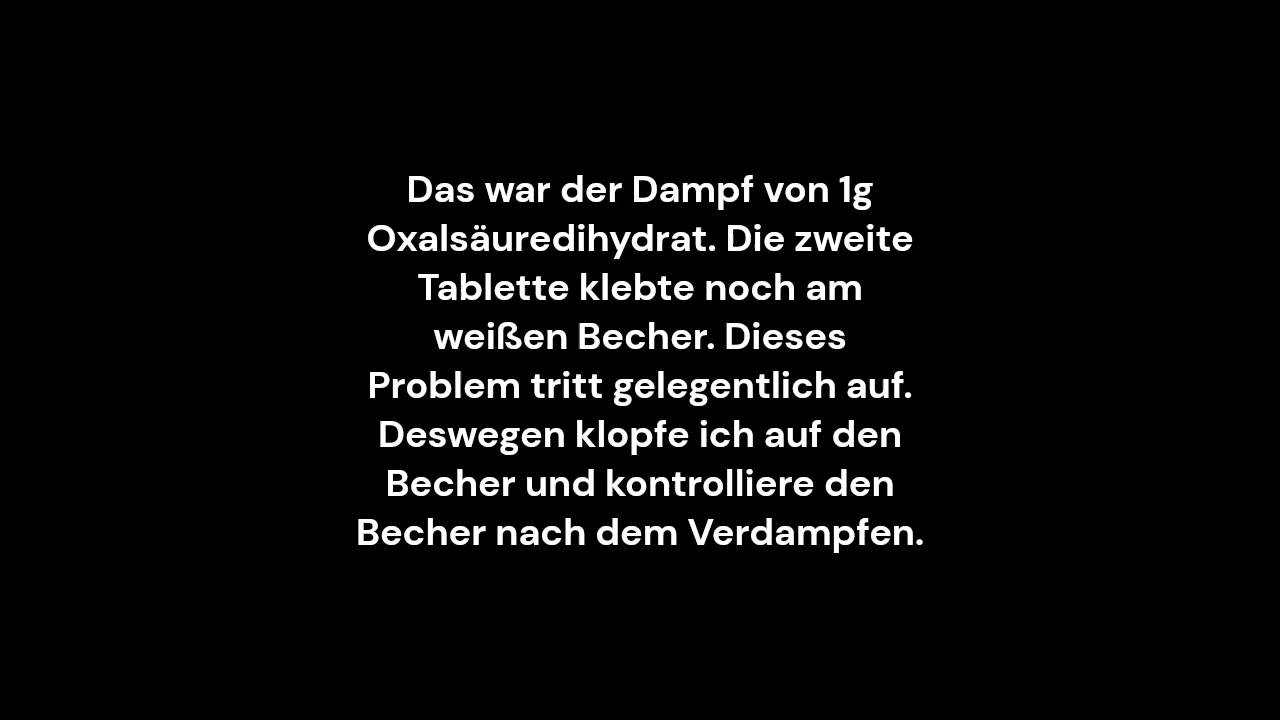 Das war der Dampf von 1g
Oxalsäuredihydrat. Die zweite
Tablette klebte noch am
weißen Becher. Dieses
Problem tritt gelegentlich auf.
Deswegen klopfe ich auf den
Becher und kontrolliere den
Becher nach dem Verdampfen.